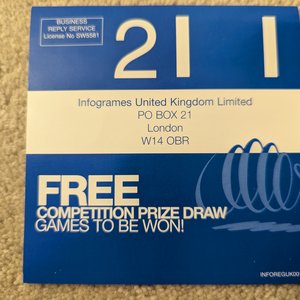 BUSINESS
REPLY SERVICE
License No SW5581
21
Infogrames United Kingdom Limited
PO BOX 21
London
W14 OBR
FREE
COMPETITION PRIZE DRAW
GAMES TO BE WON!
INFOREGUK00